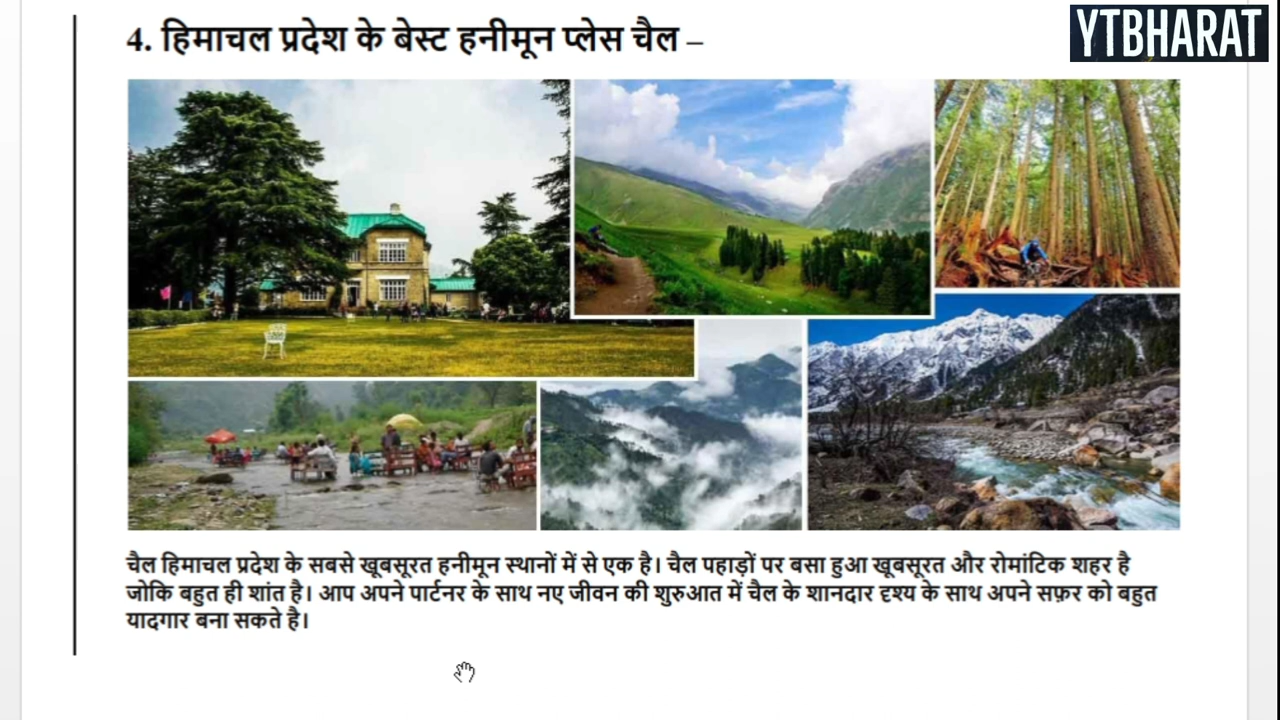 YTBHARAT
4. हिमाचल प्रदेश के बेस्ट हनीमून प्लेस चैल –
चैल हिमाचल प्रदेश के सबसे खूबसूरत हनीमून स्थानों में से एक है। चैल पहाड़ों पर बसा हुआ खूबसूरत और रोमांटिक शहर है
जोकि बहुत ही शांत है। आप अपने पार्टनर के साथ नए जीवन की शुरुआत में चैल के शानदार दृश्य के साथ अपने सफ़र को बहुत
यादगार बना सकते है।